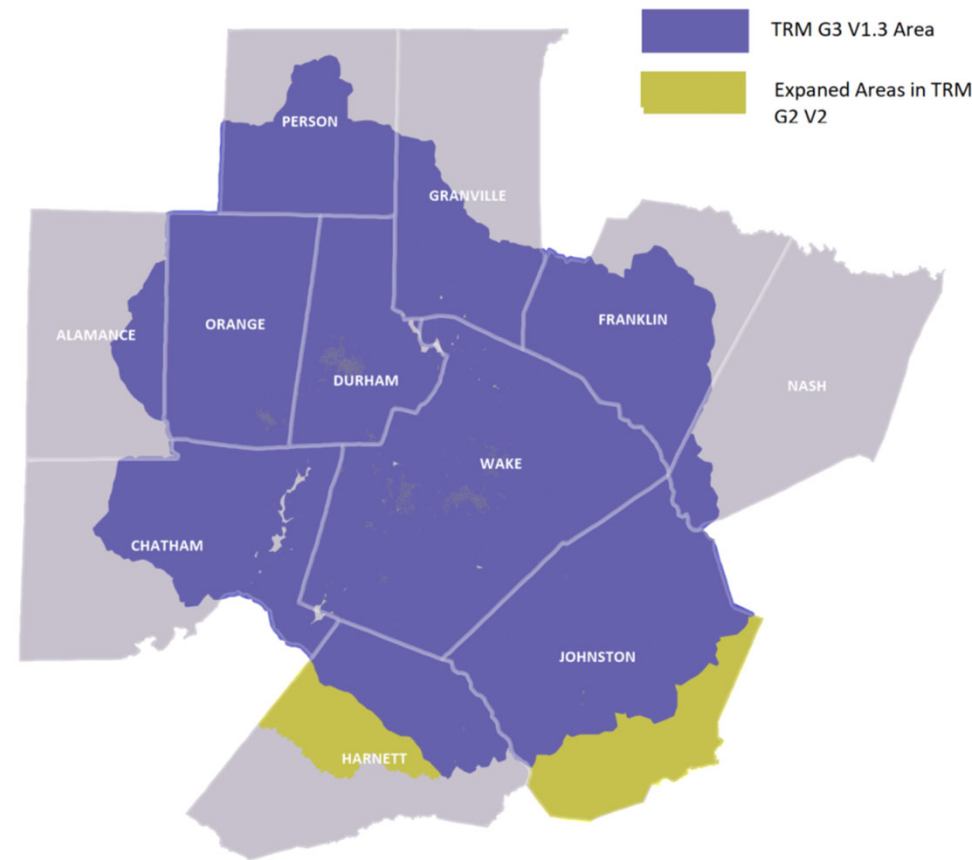 TRM G3 V1.3 Area
Expaned Areas in TRM
G2 V2
PERSON
GRANVILLE
ALAMANCE
ORANGE
FRANKLIN
DURHAM
NASH
WAKE
CHATHAM
JOHNSTON
HARNETT